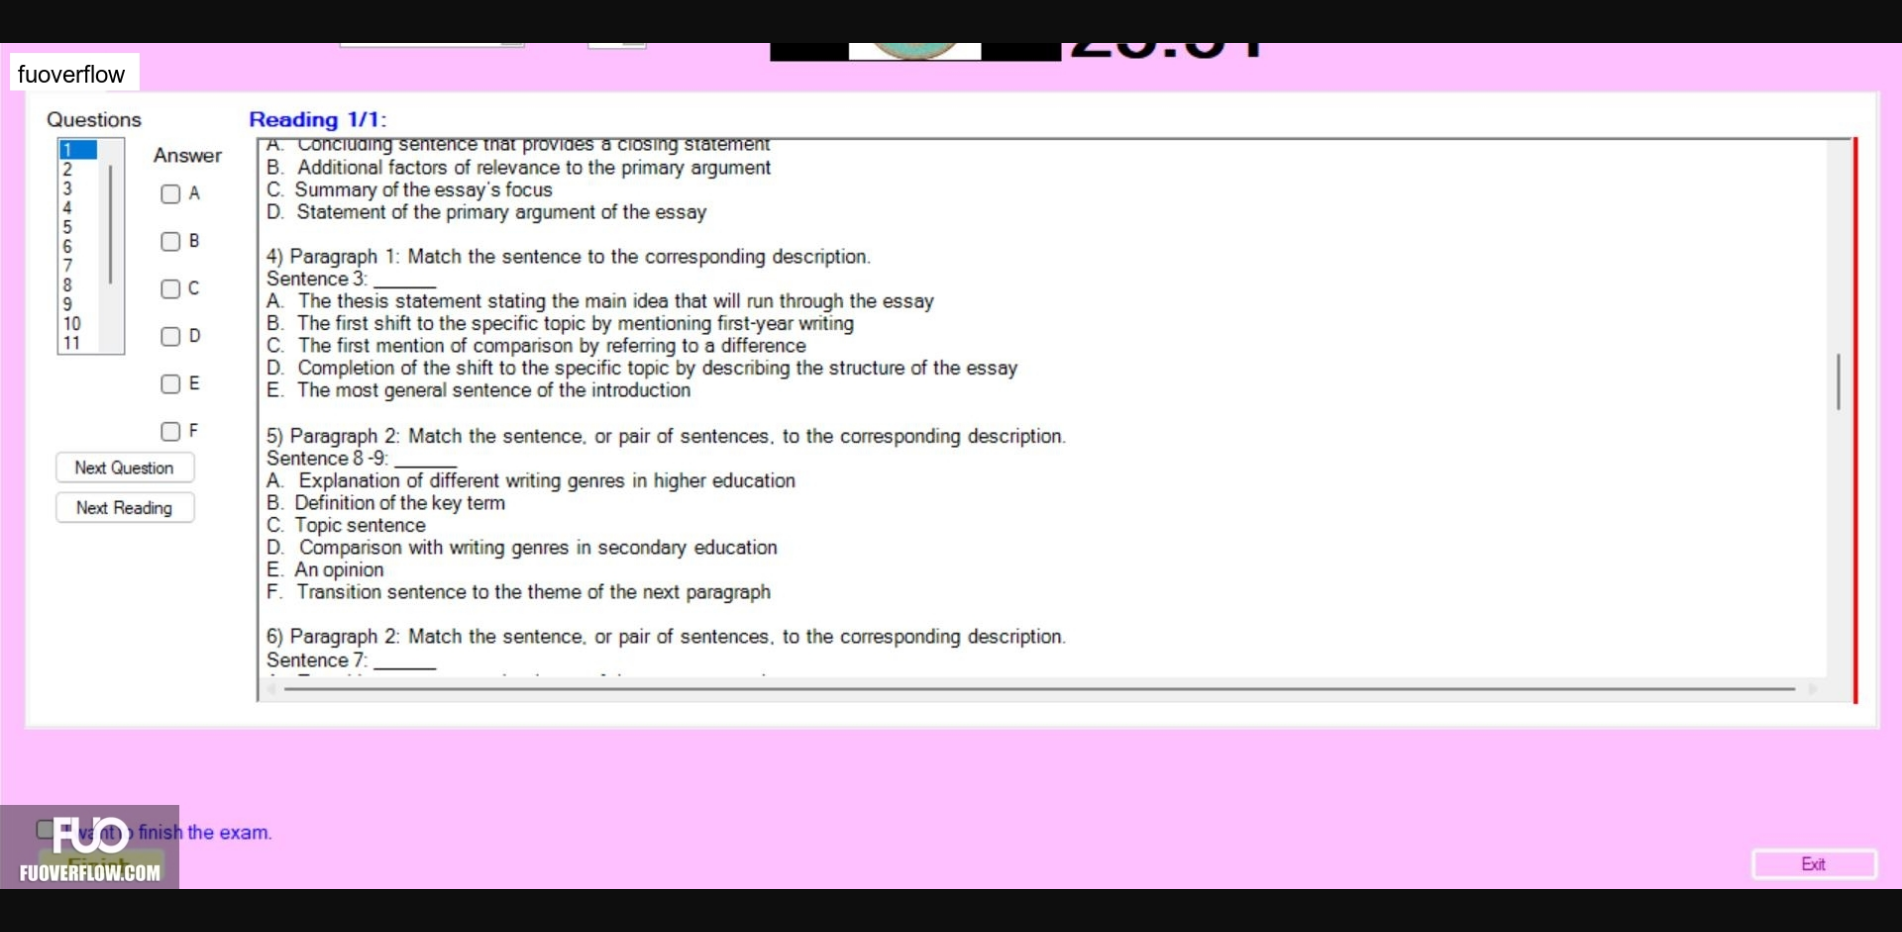 fuoverflow
Questions
1
2
3
4
5
6
7
8
9
10
11
Answer
A
B
C
D
E
F
Next Question
Next Reading
Reading 1/1:
A. Concluding sentence that provides a closing statement
B. Additional factors of relevance to the primary argument
C. Summary of the essay's focus
D. Statement of the primary argument of the essay
4) Paragraph 1: Match the sentence to the corresponding description.
Sentence 3: ______
A. The thesis statement stating the main idea that will run through the essay
B. The first shift to the specific topic by mentioning first-year writing
C. The first mention of comparison by referring to a difference
D. Completion of the shift to the specific topic by describing the structure of the essay
E. The most general sentence of the introduction
5) Paragraph 2: Match the sentence, or pair of sentences, to the corresponding description.
Sentence 8 -9: ______
A. Explanation of different writing genres in higher education
B. Definition of the key term
C. Topic sentence
D. Comparison with writing genres in secondary education
E. An opinion
F. Transition sentence to the theme of the next paragraph
6) Paragraph 2: Match the sentence, or pair of sentences, to the corresponding description.
Sentence 7: ______
I want to finish the exam.
FUO
FUOVERFLOW.COM
Exit